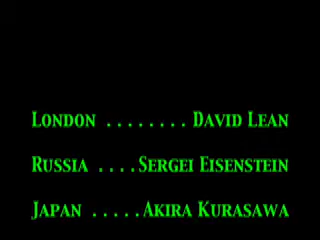 London ........ David Lean
Russia ....Sergei Eisenstein
Japan .....Akira Kurasawa